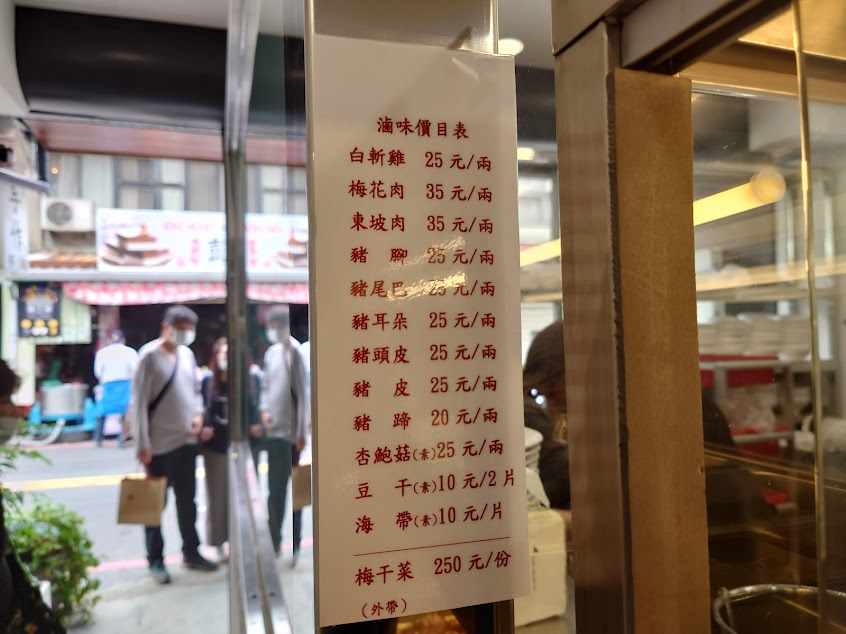 滷味價目表
白斬雞 25 元/兩
梅花肉 35 元/兩
東坡肉 35 元/兩
豬 腳 25 元/兩
豬尾巴 25 元/兩
豬耳朵 25 元/兩
豬頭皮 25 元/兩
豬 皮 25 元/兩
豬 蹄 20 元/兩
杏鮑菇(素)25 元/兩
豆 干(素)10 元/2 片
海 帶(素)10 元/片
梅干菜 250 元/份
(外帶)